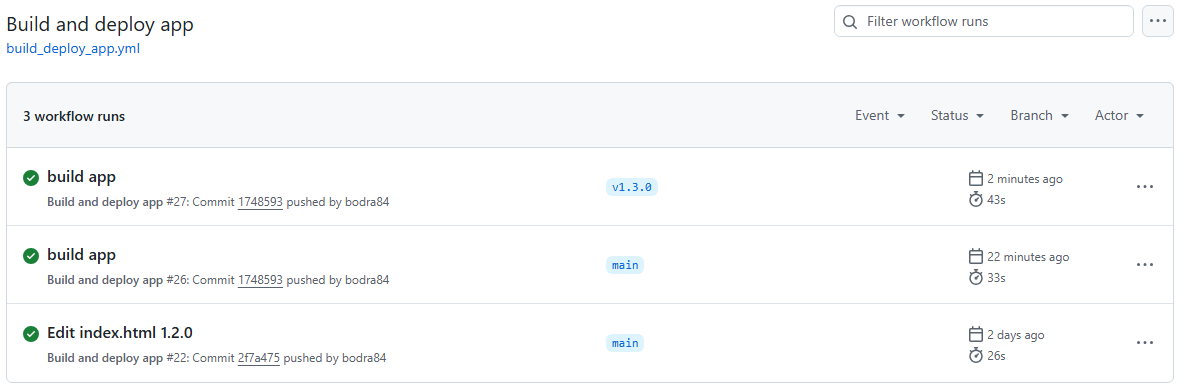 Build and deploy app
Filter workflow runs
build_deploy_app.yml
3 workflow runs
Event Status Branch Actor
build app
v1.3.0
2 minutes ago
Build and deploy app #27: Commit 1748593 pushed by bodra84
43s
build app
main
22 minutes ago
Build and deploy app #26: Commit 1748593 pushed by bodra84
33s
Edit index.html 1.2.0
main
2 days ago
Build and deploy app #22: Commit 2f7a475 pushed by bodra84
26s